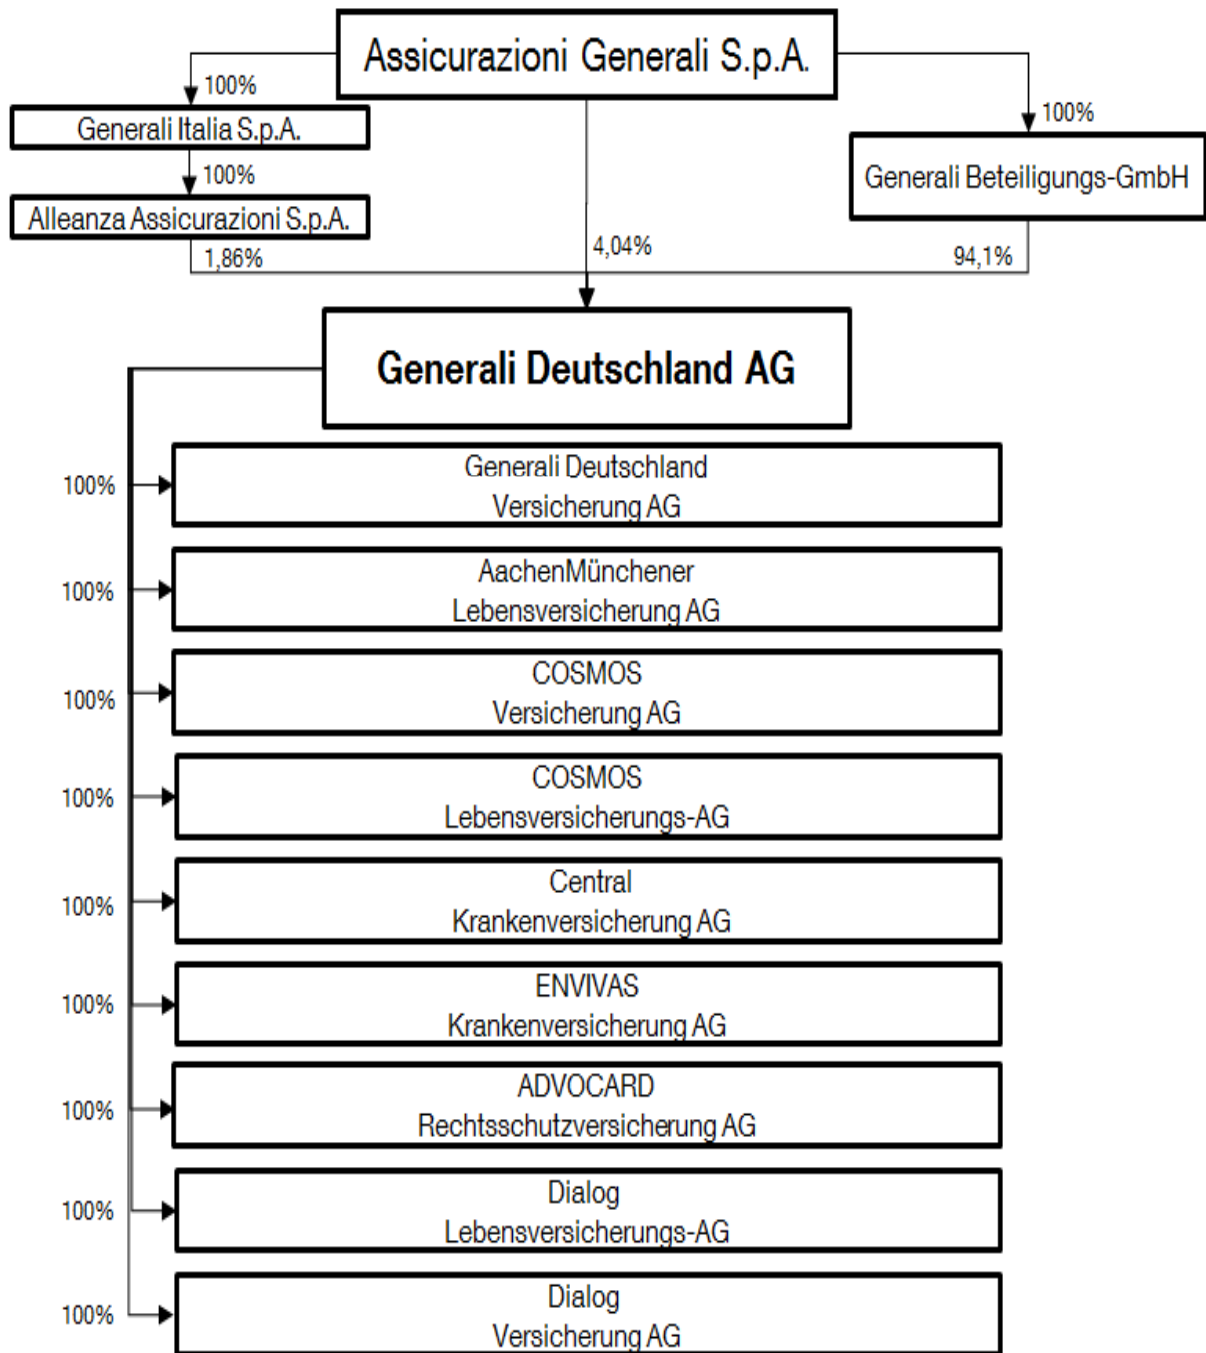 Assicurazioni Generali S.p.A.
100%
100%
Generali Italia S.p.A.
Generali Beteiligungs-GmbH
100%
Alleanza Assicurazioni S.p.A.
1,86%
4,04%
94,1%
Generali Deutschland AG
100%
Generali Deutschland
Versicherung AG
100%
AachenMünchener
Lebensversicherung AG
100%
COSMOS
Versicherung AG
100%
COSMOS
Lebensversicherungs-AG
100%
Central
Krankenversicherung AG
100%
ENVIVAS
Krankenversicherung AG
100%
ADVOCARD
Rechtsschutzversicherung AG
100%
Dialog
Lebensversicherungs-AG
100%
Dialog
Versicherung AG